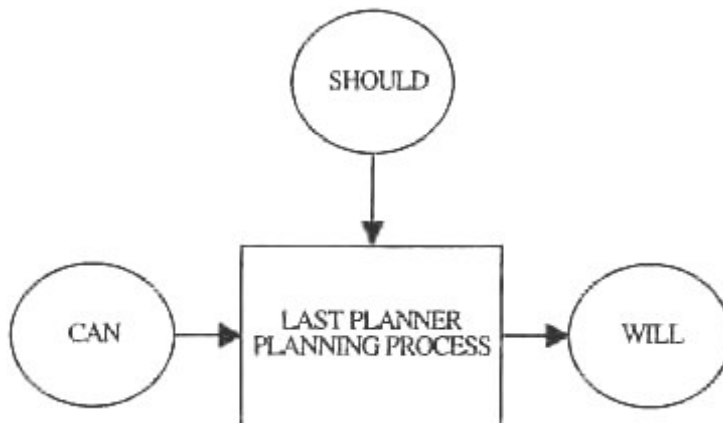 SHOULD
CAN
LAST PLANNER
PLANNING PROCESS
WILL